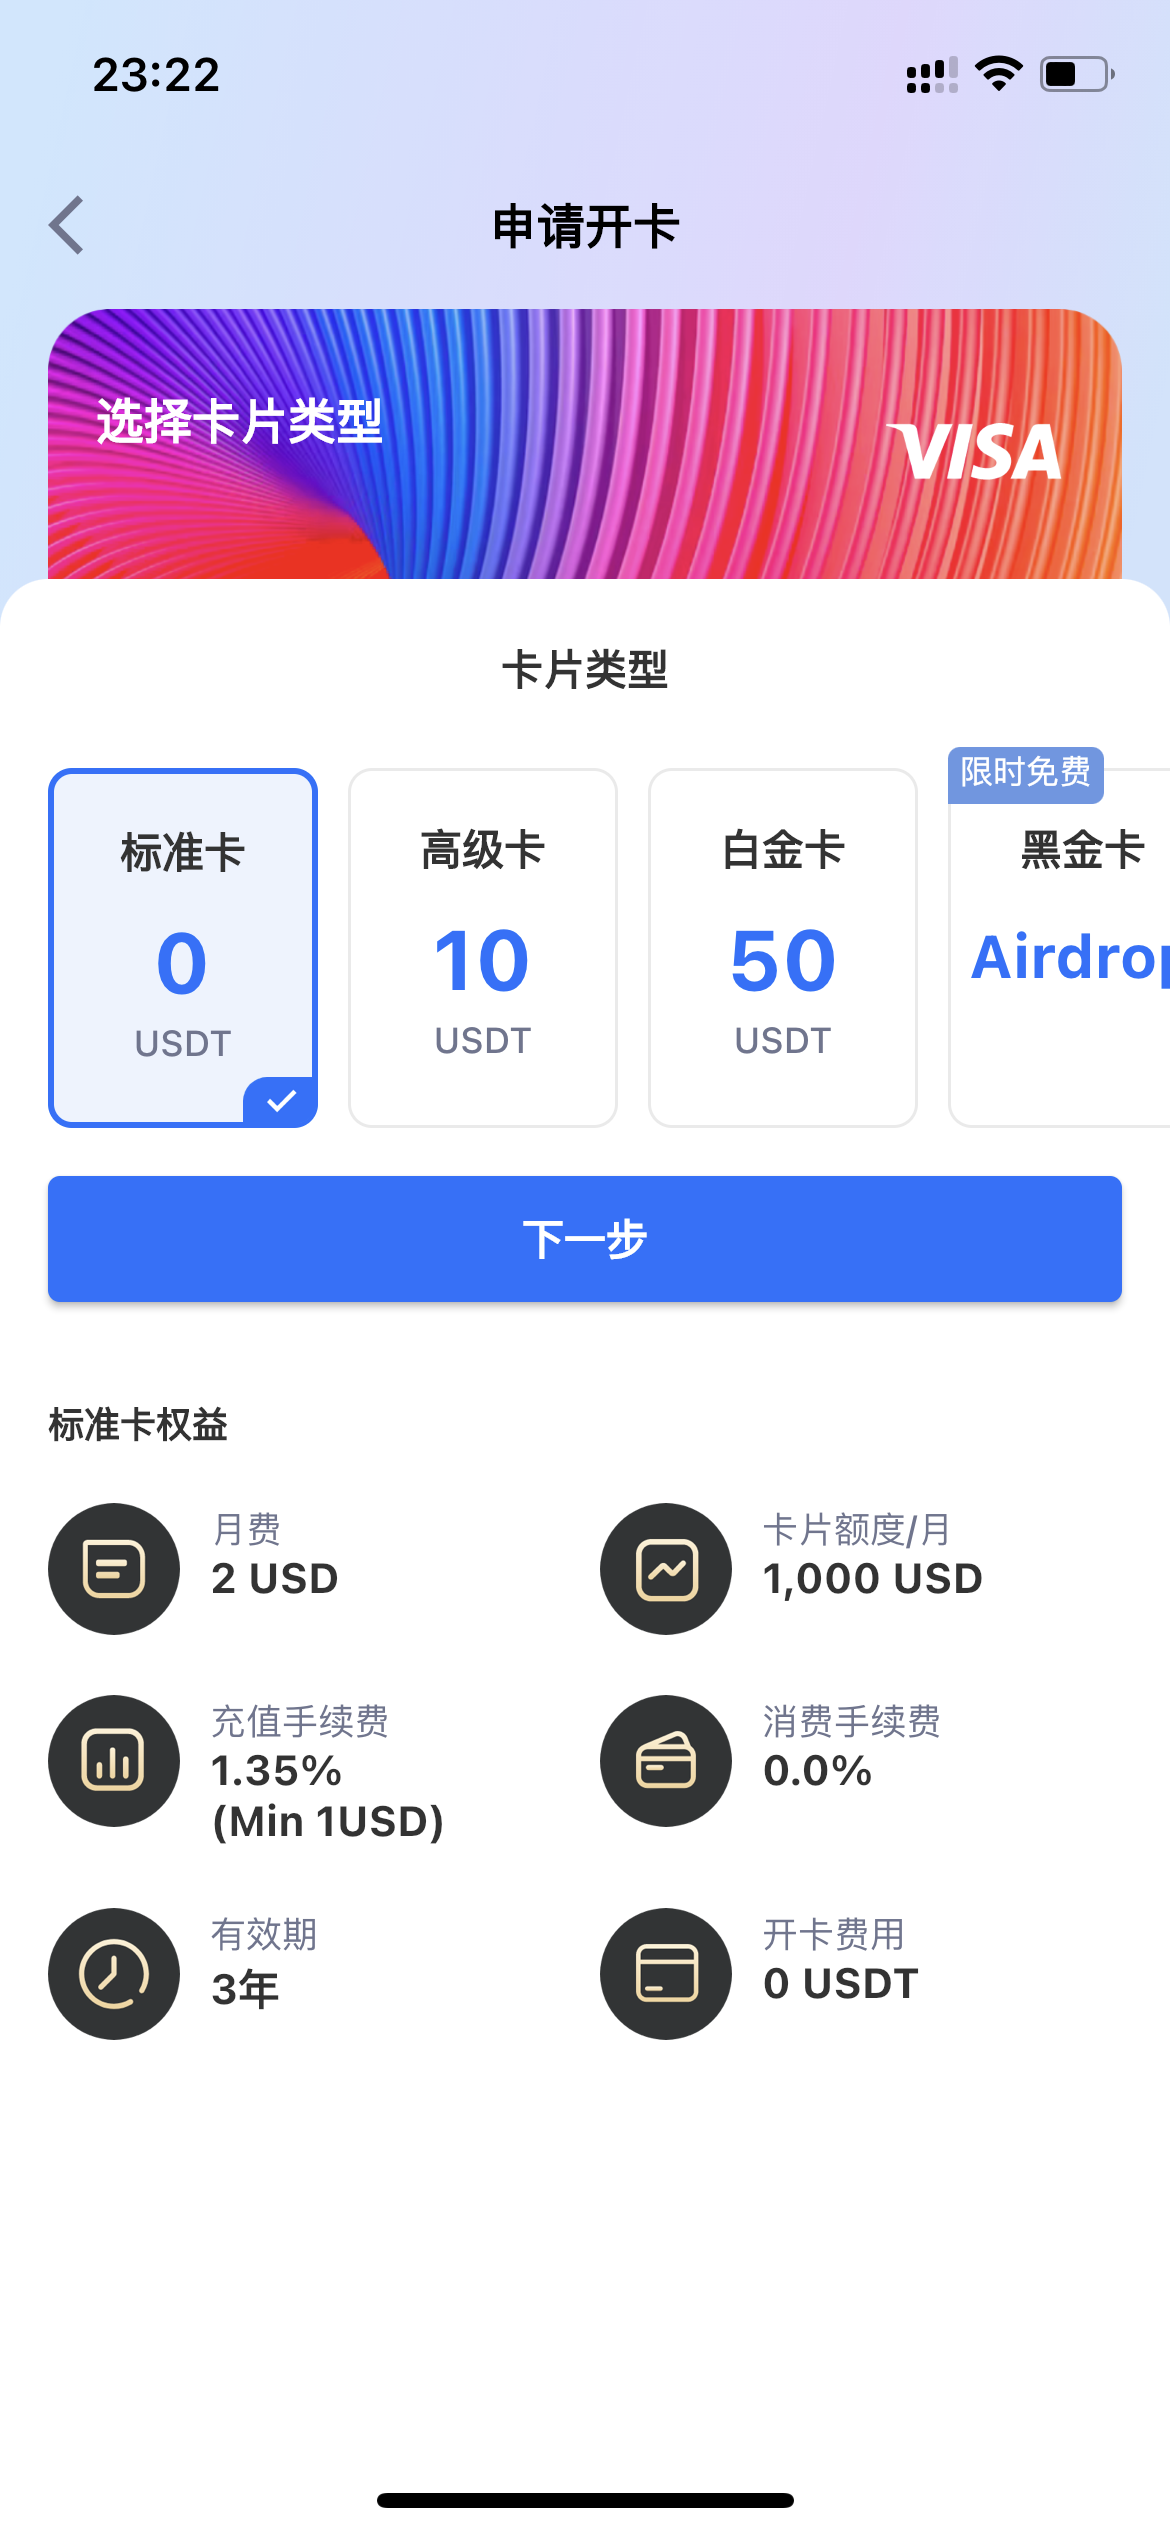 23:22
申请开卡
选择卡片类型
VISA
卡片类型
限时免费
标准卡
0
USDT
高级卡
10
USDT
白金卡
50
USDT
黑金卡
Airdrop
下一步
标准卡权益
月费
2 USD
卡片额度/月
1,000 USD
充值手续费
1.35%
(Min 1USD)
消费手续费
0.0%
有效期
3年
开卡费用
0 USDT